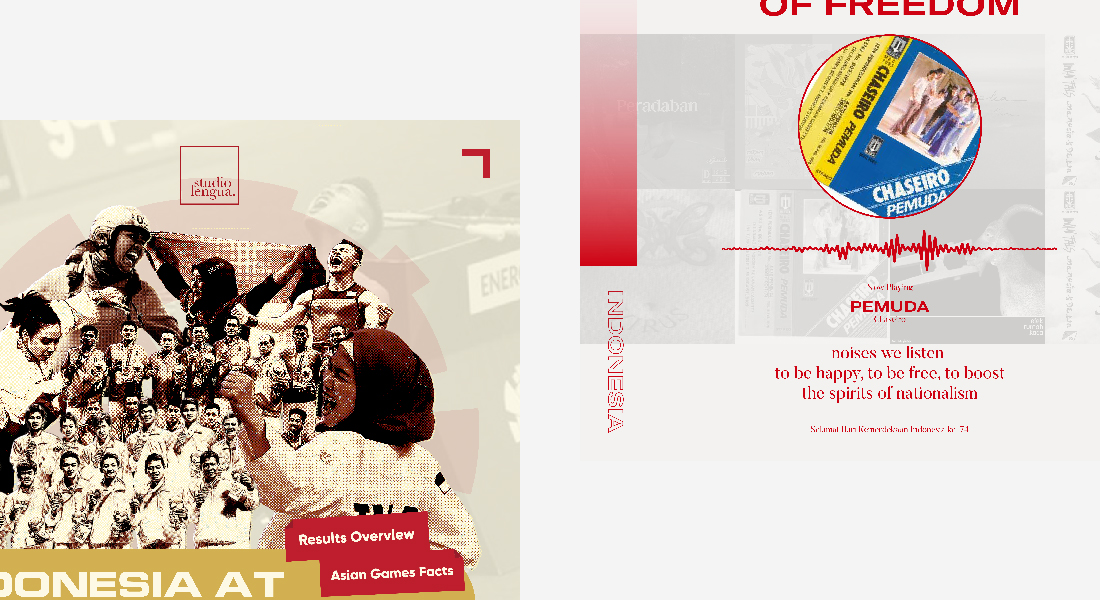 studio
lengua.
ENER
Results Overview
Asian Games Facts
DONESIA AT
OF FREEDOM
Peradaban
CHASEIRO
PEMUDA
CHASEIRO
PEMUDA
Now Playing
PEMUDA
Chaseiro
noises we listen
to be happy, to be free, to boost
the spirits of nationalism
Selamat Hari Kemerdekaan Indonesia ke-74
INDONESIA